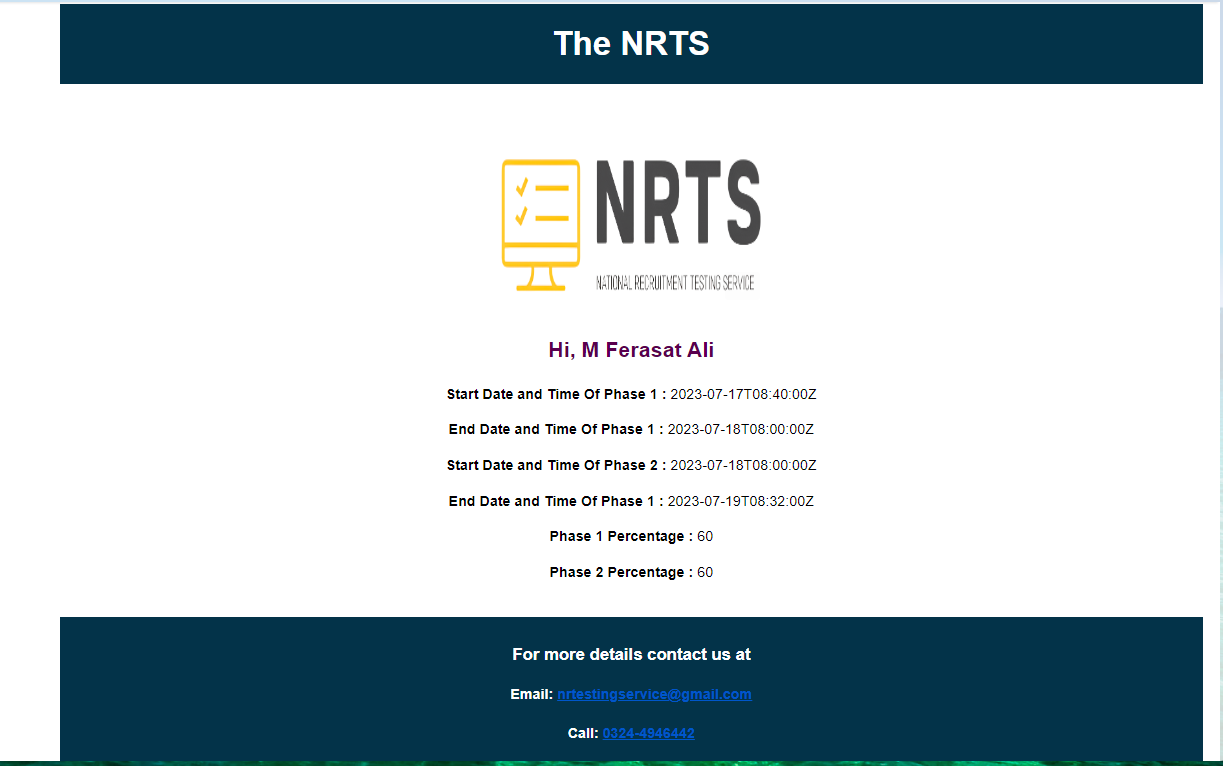 The NRTS
NRTS
NATIONAL RECRUITMENT TESTING SERVICE
Hi, M Ferasat Ali
Start Date and Time Of Phase 1 : 2023-07-17T08:40:00Z
End Date and Time Of Phase 1 : 2023-07-18T08:00:00Z
Start Date and Time Of Phase 2 : 2023-07-18T08:00:00Z
End Date and Time Of Phase 1 : 2023-07-19T08:32:00Z
Phase 1 Percentage : 60
Phase 2 Percentage : 60
For more details contact us at
Email: nrtestingservice@gmail.com
Call: 0324-4946442